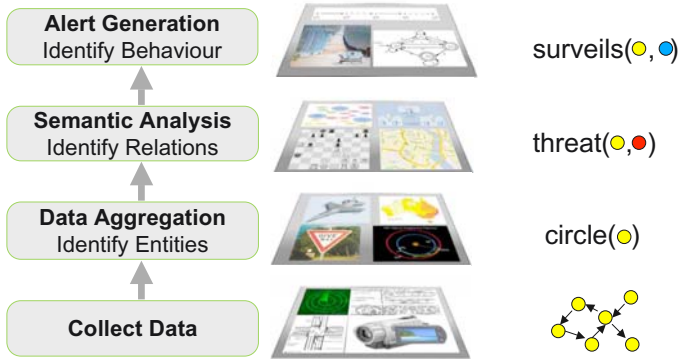 Alert Generation
Identify Behaviour
surveils( , )
Semantic Analysis
Identify Relations
threat( , )
Data Aggregation
Identify Entities
circle( )
Collect Data